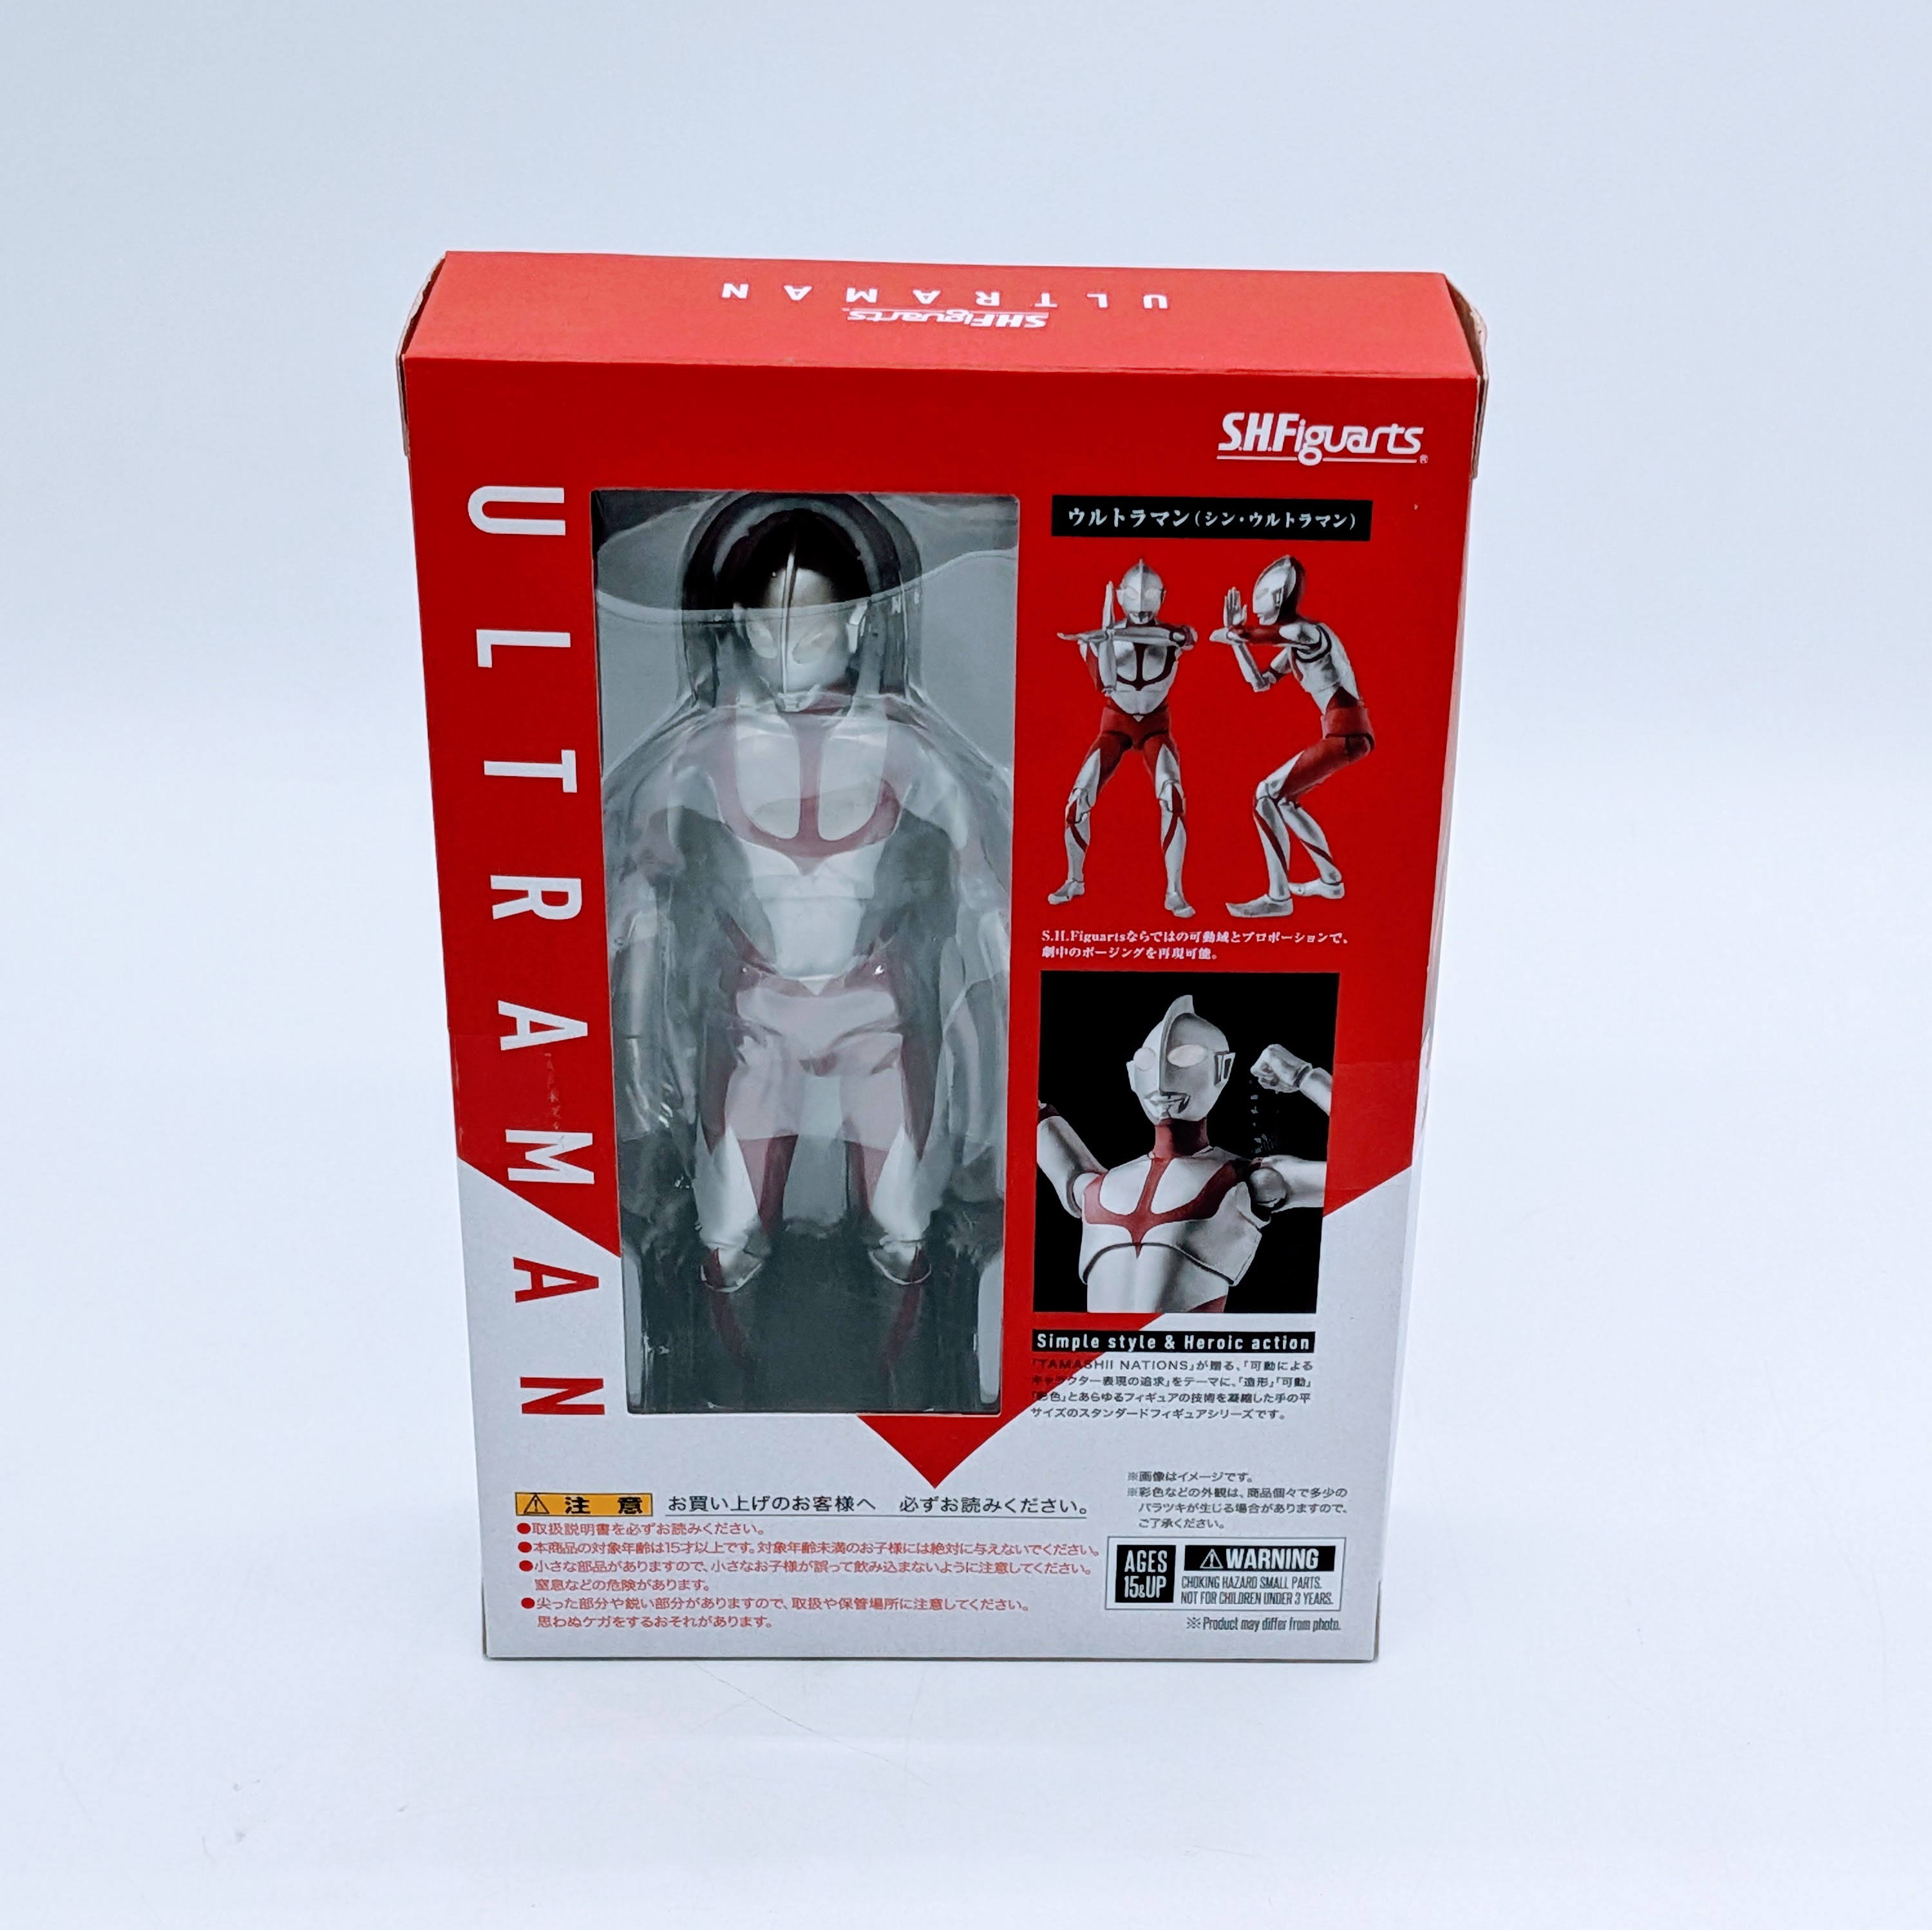 ULTRAMAN
S.H.Figuarts
S.H.Figuarts®
ULTRAMAN
ウルトラマン(シン・ウルトラマン)
S.H.Figuartsならではの可動域とプロポーションで、
劇中のポージングを再現可能。
Simple style & Heroic action
「TAMASHII NATIONS」が贈る、「可動による
キャラクター表現の追求」をテーマに、「造形」「可動」
「彩色」とあらゆるフィギュアの技術を凝縮した手の平
サイズのスタンダードフィギュアシリーズです。
※画像はイメージです。
※彩色などの外観は、商品個々で多少の
バラツキが生じる場合がありますので、
ご了承ください。
⚠注 意 お買い上げのお客様へ 必ずお読みください。
●取扱説明書を必ずお読みください。
●本商品の対象年齢は15才以上です。対象年齢未満のお子様には絶対に与えないでください。
●小さな部品がありますので、小さなお子様が誤って飲み込まないように注意してください。
窒息などの危険があります。
●尖った部分や鋭い部分がありますので、取扱や保管場所に注意してください。
思わぬケガをするおそれがあります。
AGES
15&UP
⚠WARNING
CHOKING HAZARD SMALL PARTS.
NOT FOR CHILDREN UNDER 3 YEARS.
※Product may differ from photo.